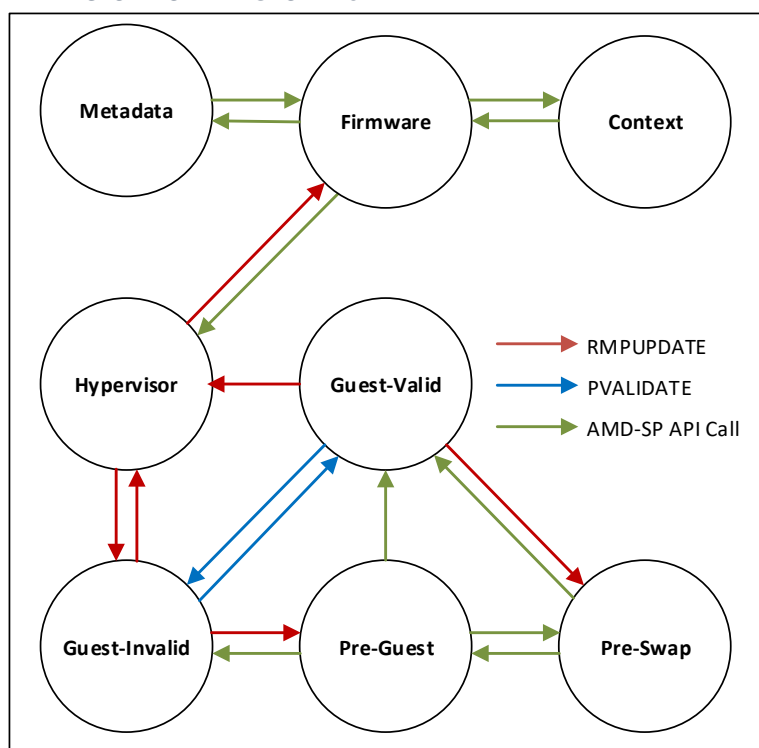 Metadata
Firmware
Context
Hypervisor
Guest-Valid
RMPUPDATE
PVALIDATE
AMD-SP API Call
Guest-Invalid
Pre-Guest
Pre-Swap